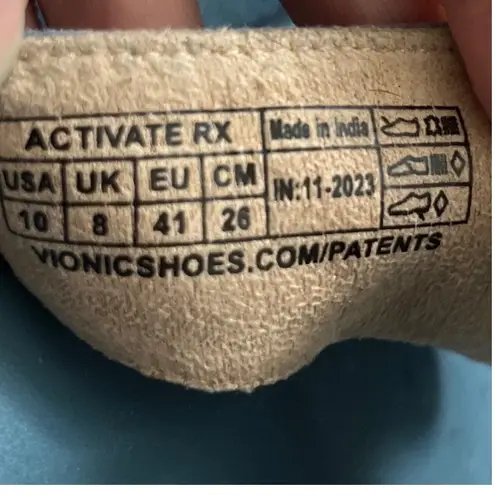 ACTIVATE RX
Made in India
USA UK EU CM
IN:11-2023
10 8 41 26
VIONICSHOES.COM/PATENTS